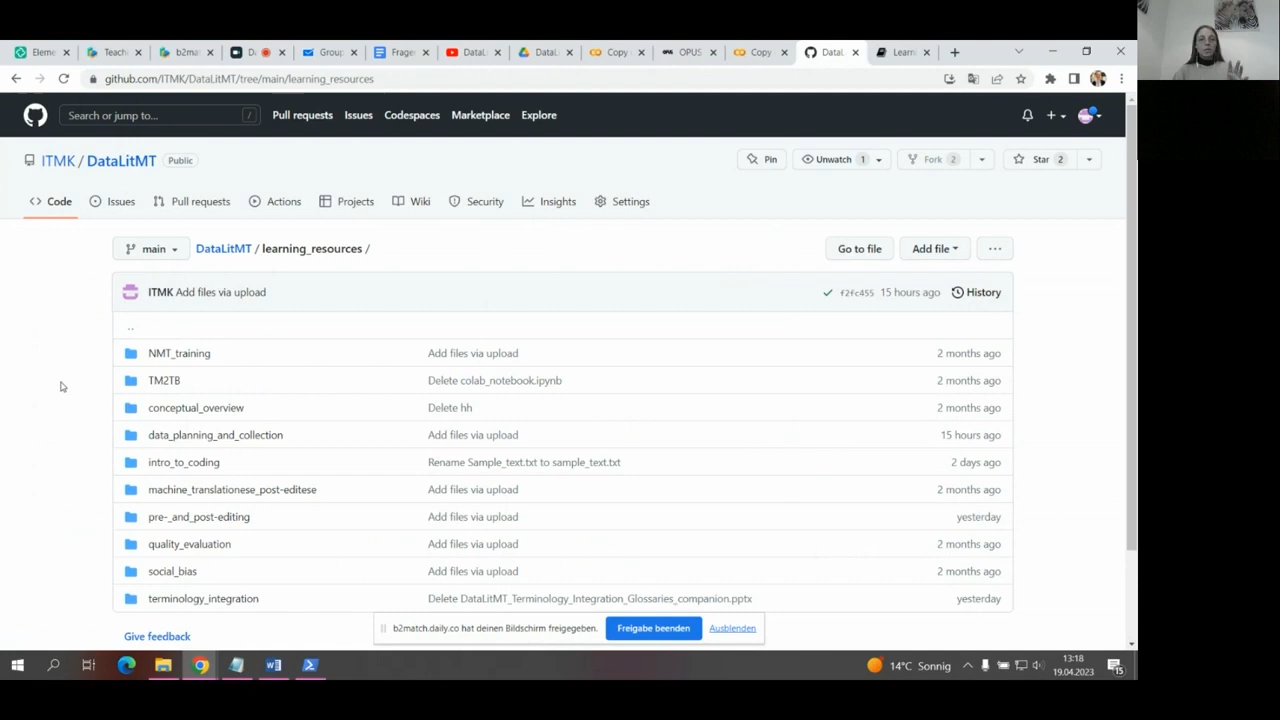 Eleme
Teachi
b2mat
Da
Group
Frager
DataL
DataL
Copy
OPUS
Copy
DataL
Learni
github.com/ITMK/DataLitMT/tree/main/learning_resources
Search or jump to...
/
Pull requests
Issues
Codespaces
Marketplace
Explore
ITMK / DataLitMT
Public
Pin
Unwatch 1
Fork 2
Star 2
Code
Issues
Pull requests
Actions
Projects
Wiki
Security
Insights
Settings
main
DataLitMT / learning_resources /
Go to file
Add file
ITMK Add files via upload
f2fc455 15 hours ago
History
..
NMT_training Add files via upload 2 months ago
TM2TB Delete colab_notebook.ipynb 2 months ago
conceptual_overview Delete hh 2 months ago
data_planning_and_collection Add files via upload 15 hours ago
intro_to_coding Rename Sample_text.txt to sample_text.txt 2 days ago
machine_translationese_post-editese Add files via upload 2 months ago
pre-_and_post-editing Add files via upload yesterday
quality_evaluation Add files via upload 2 months ago
social_bias Add files via upload 2 months ago
terminology_integration Delete DataLitMT_Terminology_Integration_Glossaries_companion.pptx yesterday
b2match.daily.co hat deinen Bildschirm freigegeben.
Freigabe beenden
Ausblenden
Give feedback
14°C Sonnig
13:18
19.04.2023
15